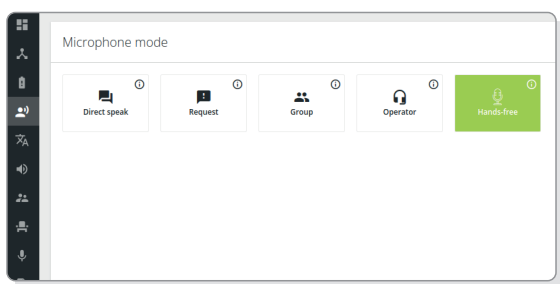 Microphone mode
Direct speak
Request
Group
Operator
Hands-free